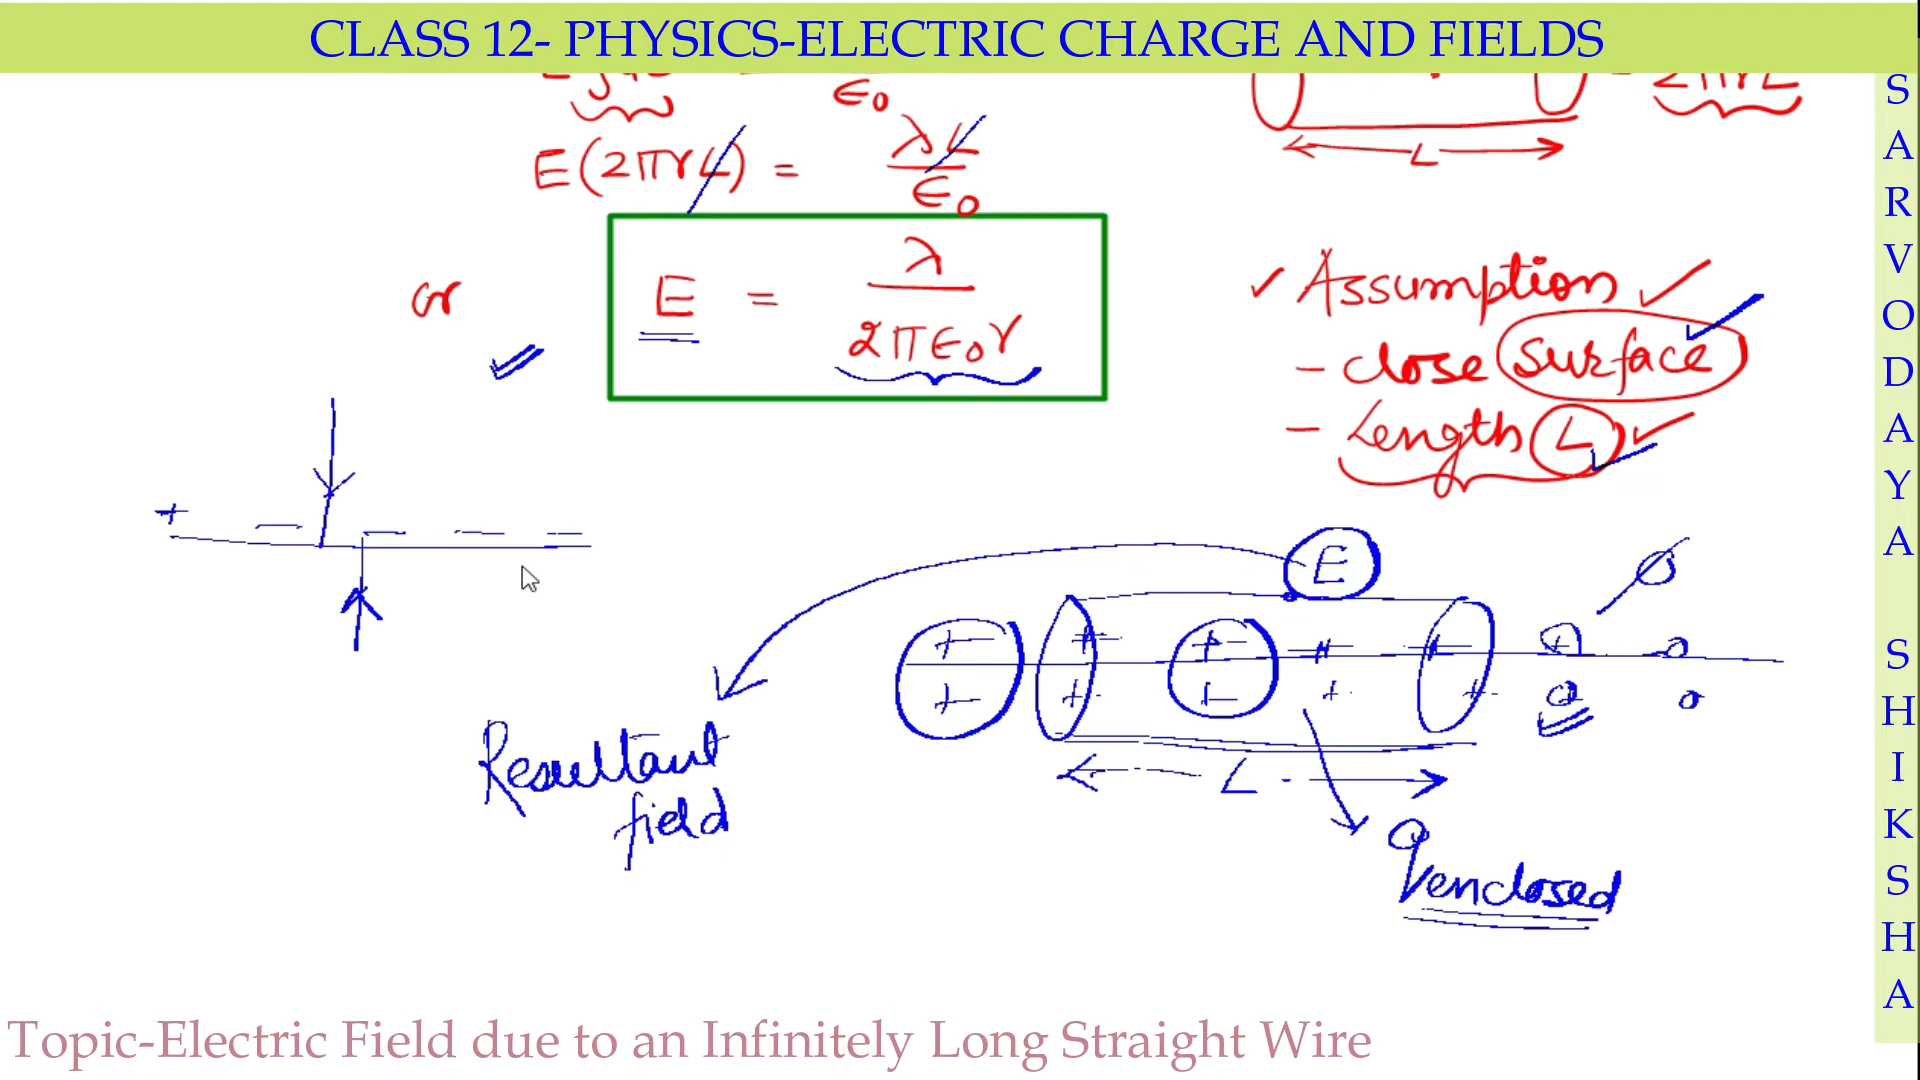 CLASS 12- PHYSICS-ELECTRIC CHARGE AND FIELDS
ϵ₀
2πrL
E(2πrL) = λL/ϵ₀
L
or
E = λ/2πϵ₀r
✓ Assumption ✓
- close surface ✓
- Length L ✓
+ — — — —
E
Resultant
field
L
q enclosed
SARVODAYA SHIKSHA
Topic-Electric Field due to an Infinitely Long Straight Wire